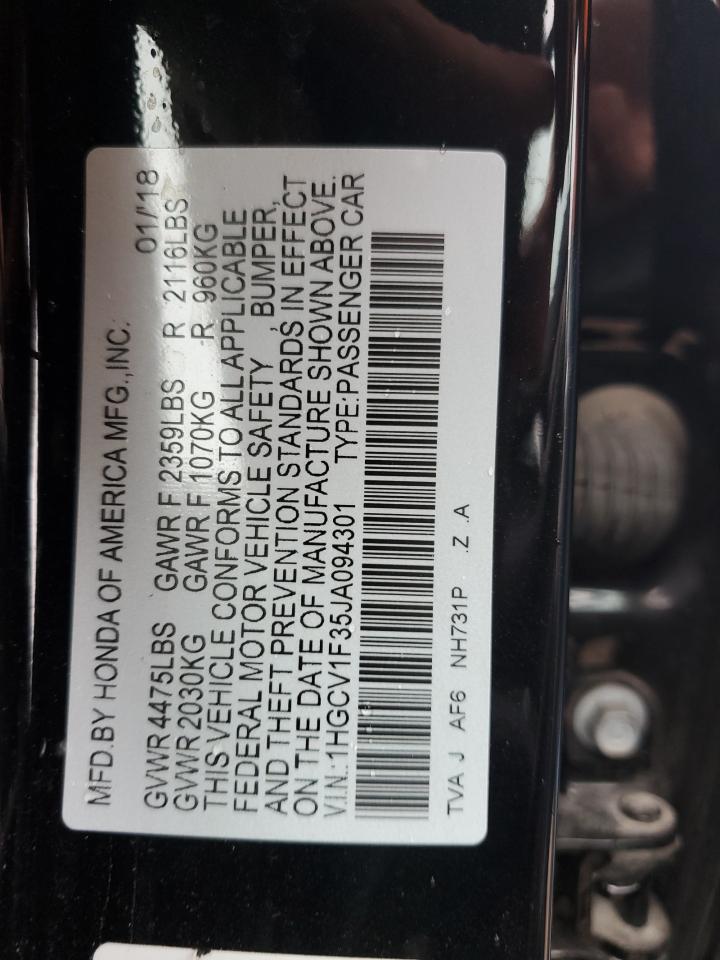 MFD.BY HONDA OF AMERICA MFG.,INC. 01/'18
GVWR 4475LBS GAWR F 2359LBS R 2116LBS
GVWR 2030KG GAWR F 1070KG R 960KG
THIS VEHICLE CONFORMS TO ALL APPLICABLE
FEDERAL MOTOR VEHICLE SAFETY , BUMPER,
AND THEFT PREVENTION STANDARDS IN EFFECT
ON THE DATE OF MANUFACTURE SHOWN ABOVE.
V.I.N.:1HGCV1F35JA094301 TYPE:PASSENGER CAR
TVA J AF6 NH731P .Z .A